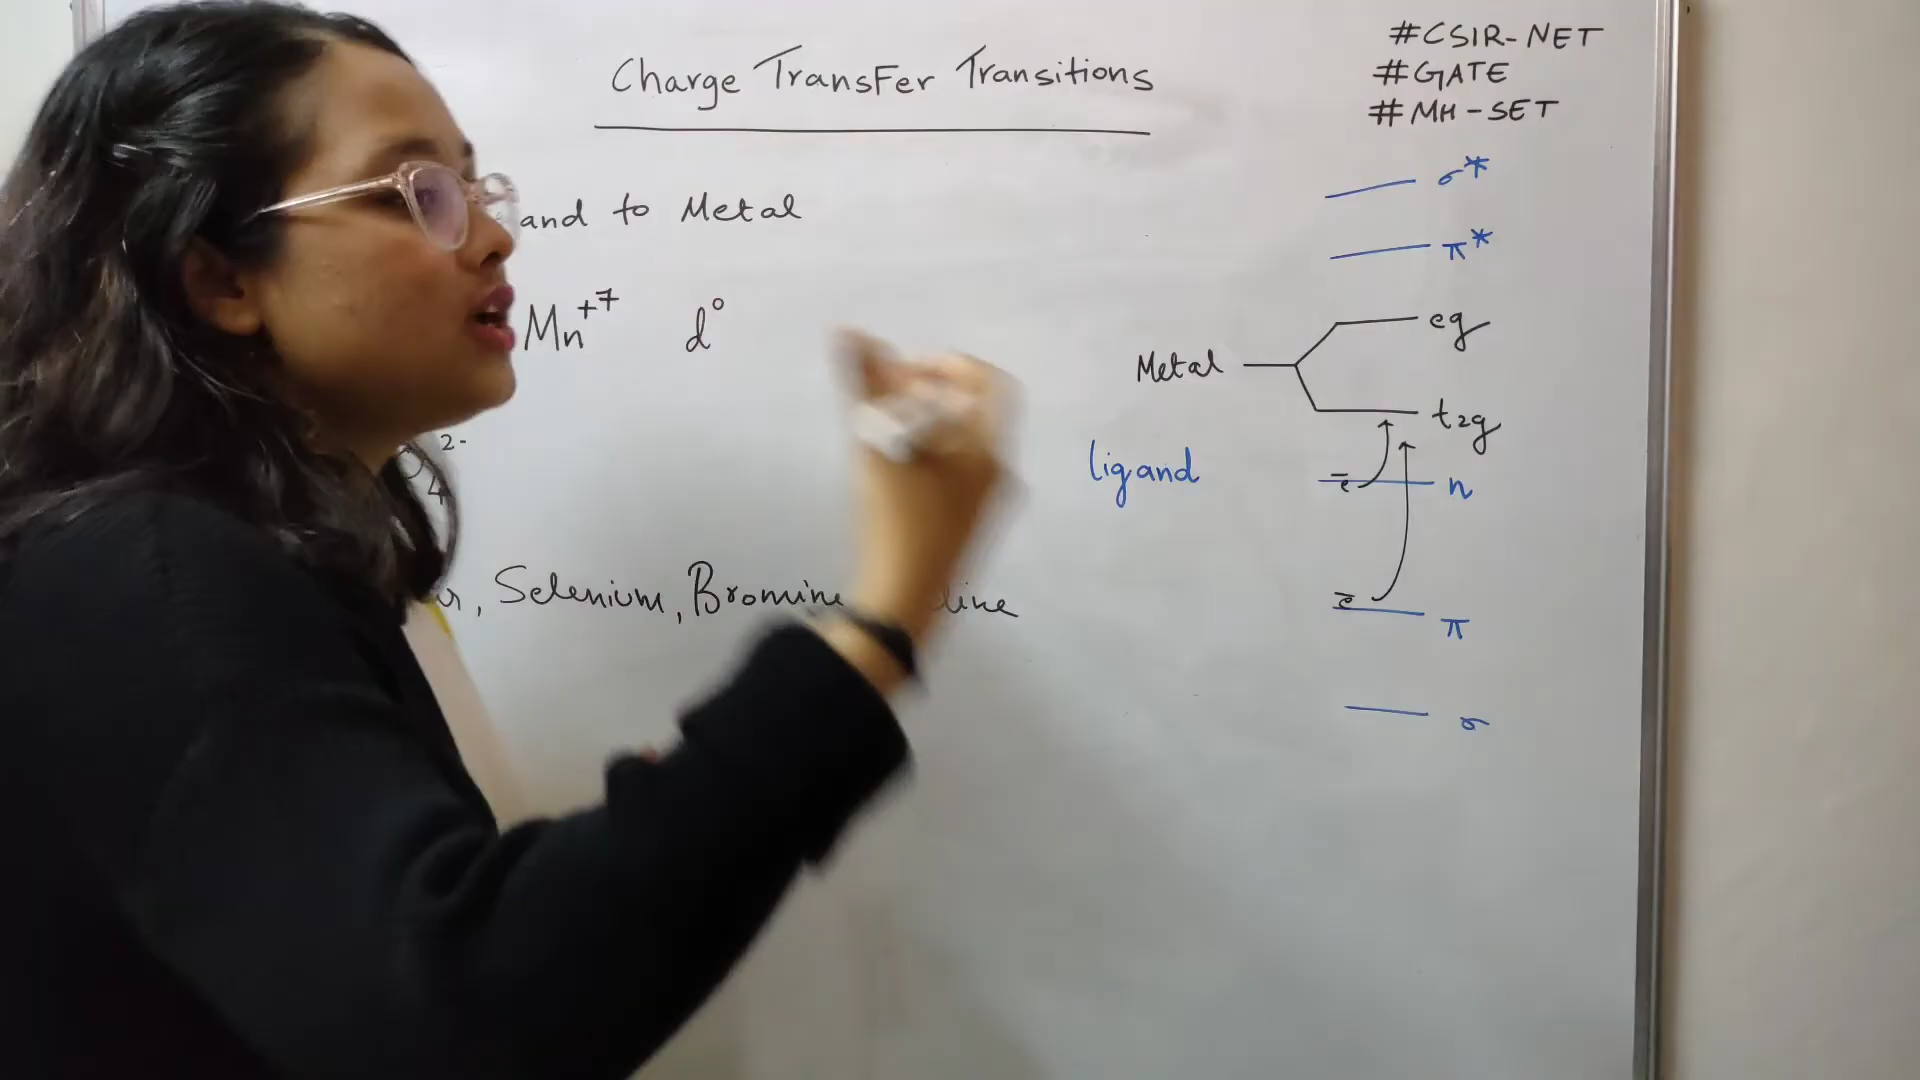 Charge Transfer Transitions
#CSIR-NET
#GATE
#MH-SET
and to Metal
Mn+7 d°
4 2-
, Selenium, Bromine
σ*
π*
eg
Metal
t2g
ligand
e- n
e- π
σ